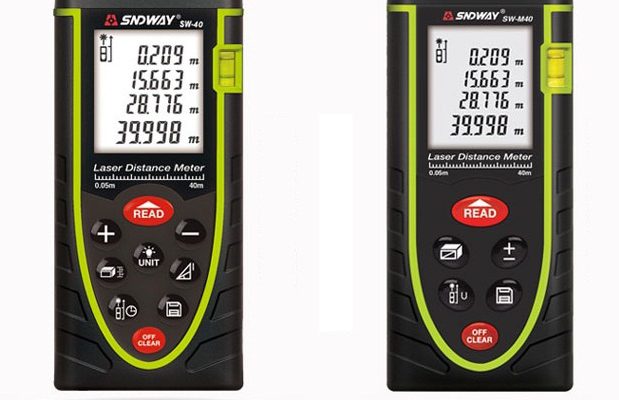 SNDWAY®
SW-40
0.209 m
15.663 m
28.776 m
39.998 m
Laser Distance Meter
0.05m 40m
READ
+ −
UNIT
OFF
CLEAR
SNDWAY®
SW-M40
0.209 m
15.663 m
28.776 m
39.998 m
Laser Distance Meter
0.05m 40m
READ
±
U
OFF
CLEAR